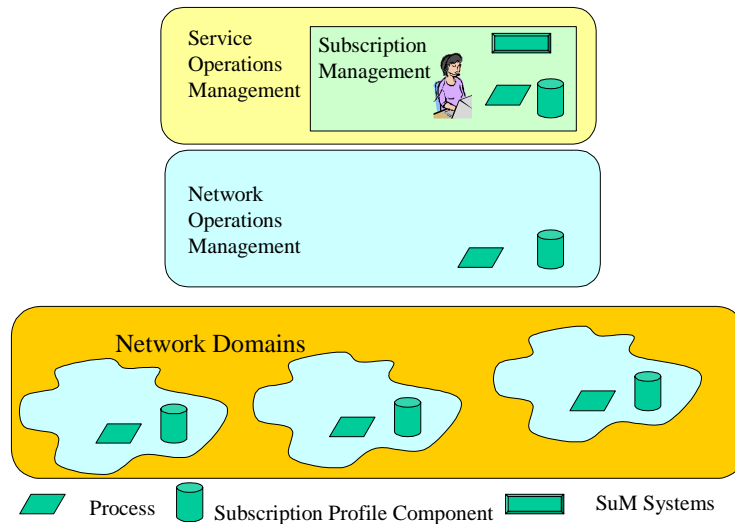 Service
Operations
Management
Subscription
Management
Network
Operations
Management
Network Domains
Process
Subscription Profile Component
SuM Systems